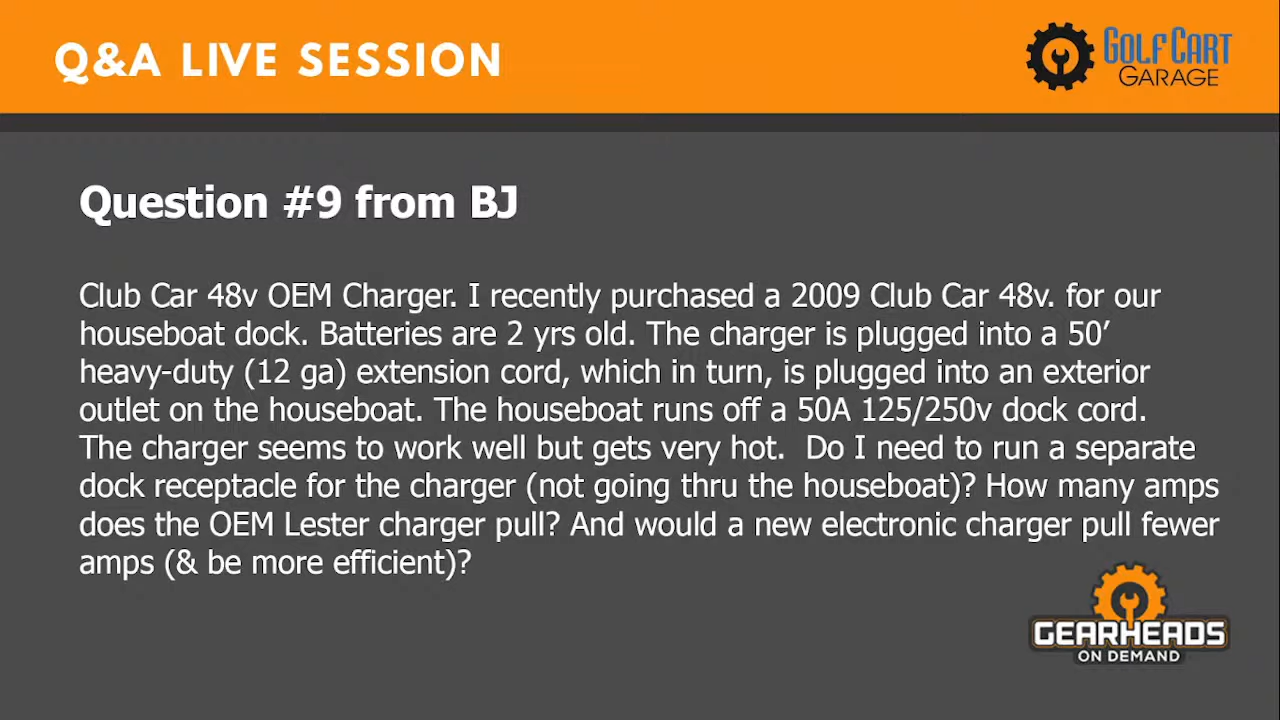 Q&A LIVE SESSION
GOLF CART
GARAGE
Question #9 from BJ
Club Car 48v OEM Charger. I recently purchased a 2009 Club Car 48v. for our
houseboat dock. Batteries are 2 yrs old. The charger is plugged into a 50’
heavy-duty (12 ga) extension cord, which in turn, is plugged into an exterior
outlet on the houseboat. The houseboat runs off a 50A 125/250v dock cord.
The charger seems to work well but gets very hot.  Do I need to run a separate
dock receptacle for the charger (not going thru the houseboat)? How many amps
does the OEM Lester charger pull? And would a new electronic charger pull fewer
amps (& be more efficient)?
GEARHEADS
ON DEMAND